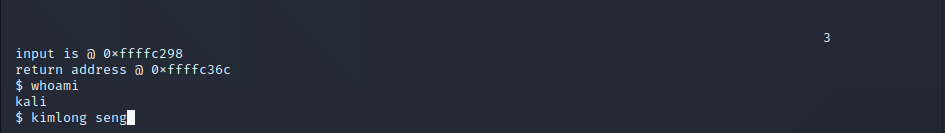 3
input is @ 0×ffffc298
return address @ 0×ffffc36c
$ whoami
kali
$ kimlong seng